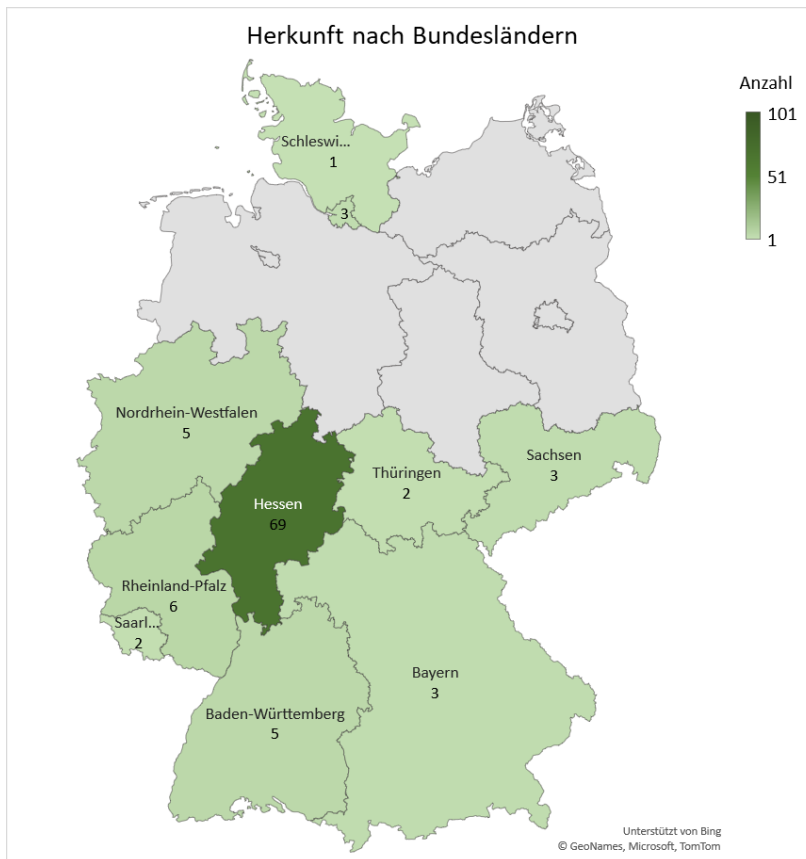 Herkunft nach Bundesländern
Anzahl
101
51
1
Schleswi...
1
3
Nordrhein-Westfalen
5
Hessen
69
Thüringen
2
Sachsen
3
Rheinland-Pfalz
6
Saarl...
2
Bayern
3
Baden-Württemberg
5
Unterstützt von Bing
© GeoNames, Microsoft, TomTom